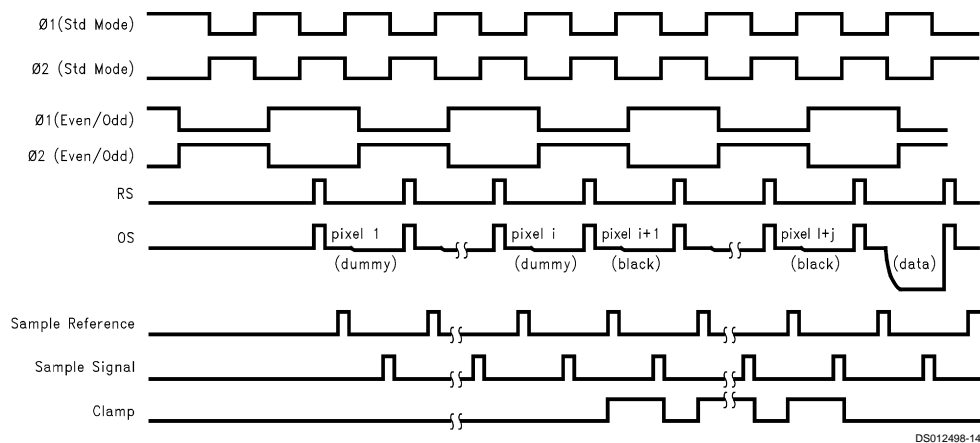 Ø1(Std Mode)
Ø2 (Std Mode)
Ø1(Even/Odd)
Ø2 (Even/Odd)
RS
OS
pixel 1
pixel i
pixel i+1
pixel I+j
(dummy)
(dummy)
(black)
(black)
(data)
Sample Reference
Sample Signal
Clamp
DS012498-14